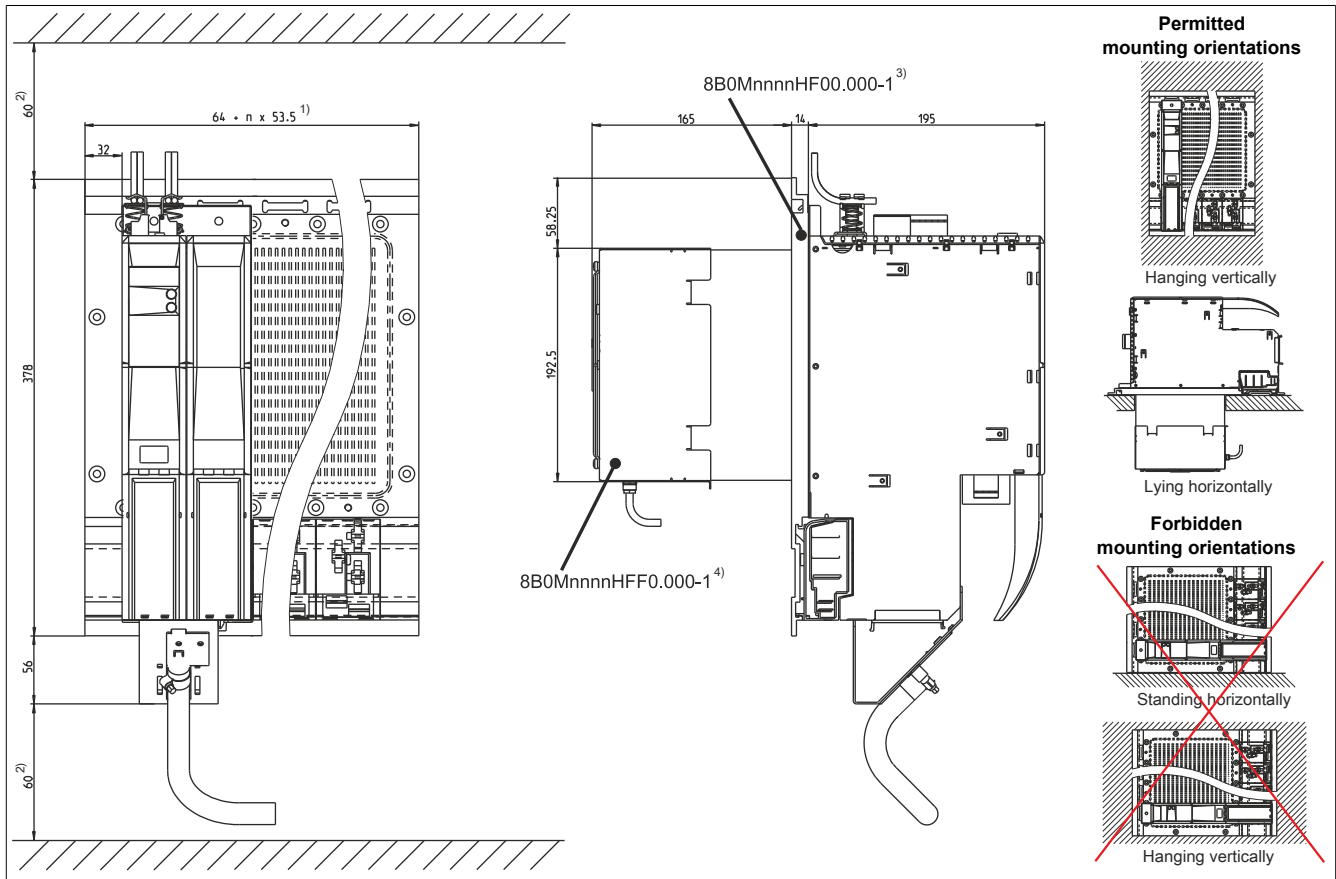 60 2)
64 + n x 53.5 1)
32
378
56
60 2)
8B0MnnnnHF00.000-1 3)
165
14
195
58.25
192.5
8B0MnnnnHFF0.000-1 4)
Permitted
mounting orientations
Hanging vertically
Lying horizontally
Forbidden
mounting orientations
Standing horizontally
Hanging vertically